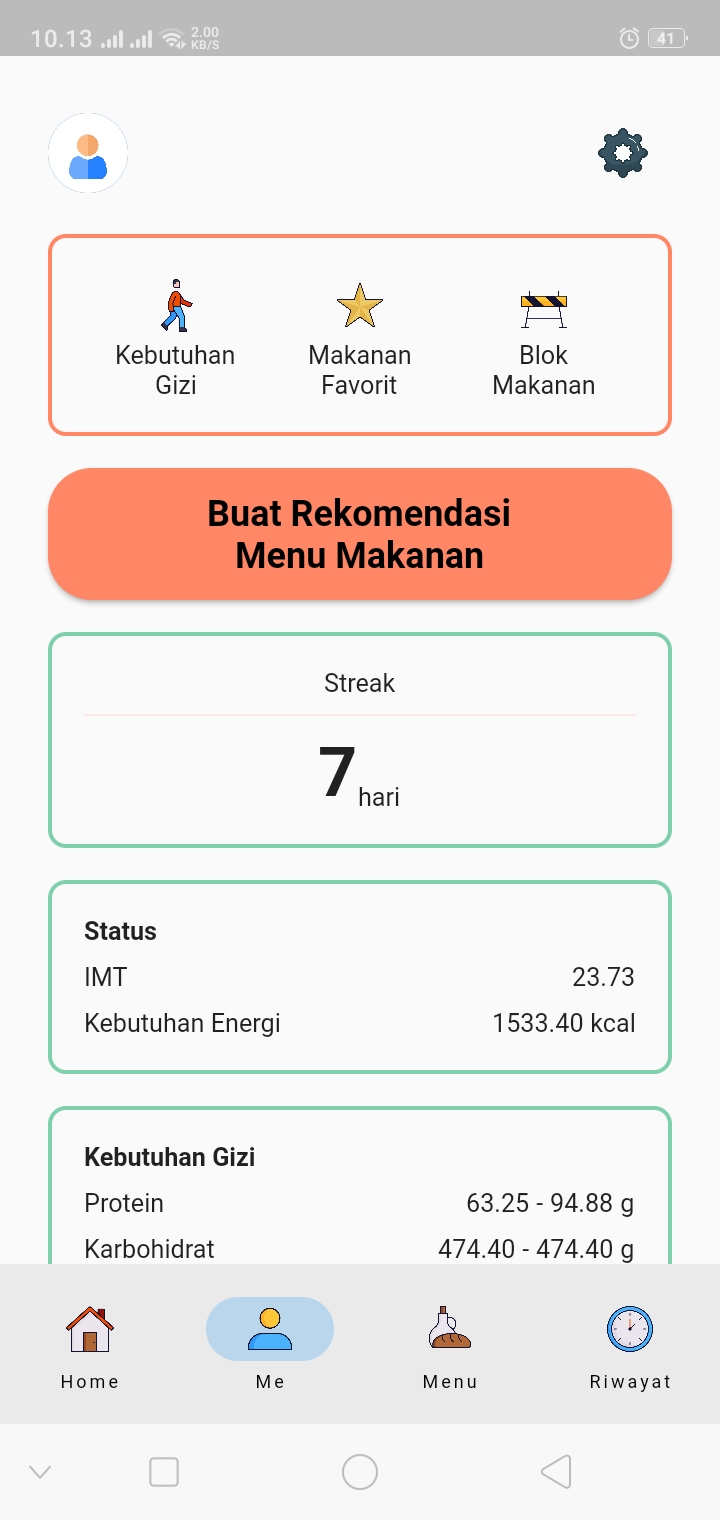 10.13 2.00 KB/S 41
Kebutuhan Gizi
Makanan Favorit
Blok Makanan
Buat Rekomendasi
Menu Makanan
Streak
7 hari
Status
IMT 23.73
Kebutuhan Energi 1533.40 kcal
Kebutuhan Gizi
Protein 63.25 - 94.88 g
Karbohidrat 474.40 - 474.40 g
Home Me Menu Riwayat